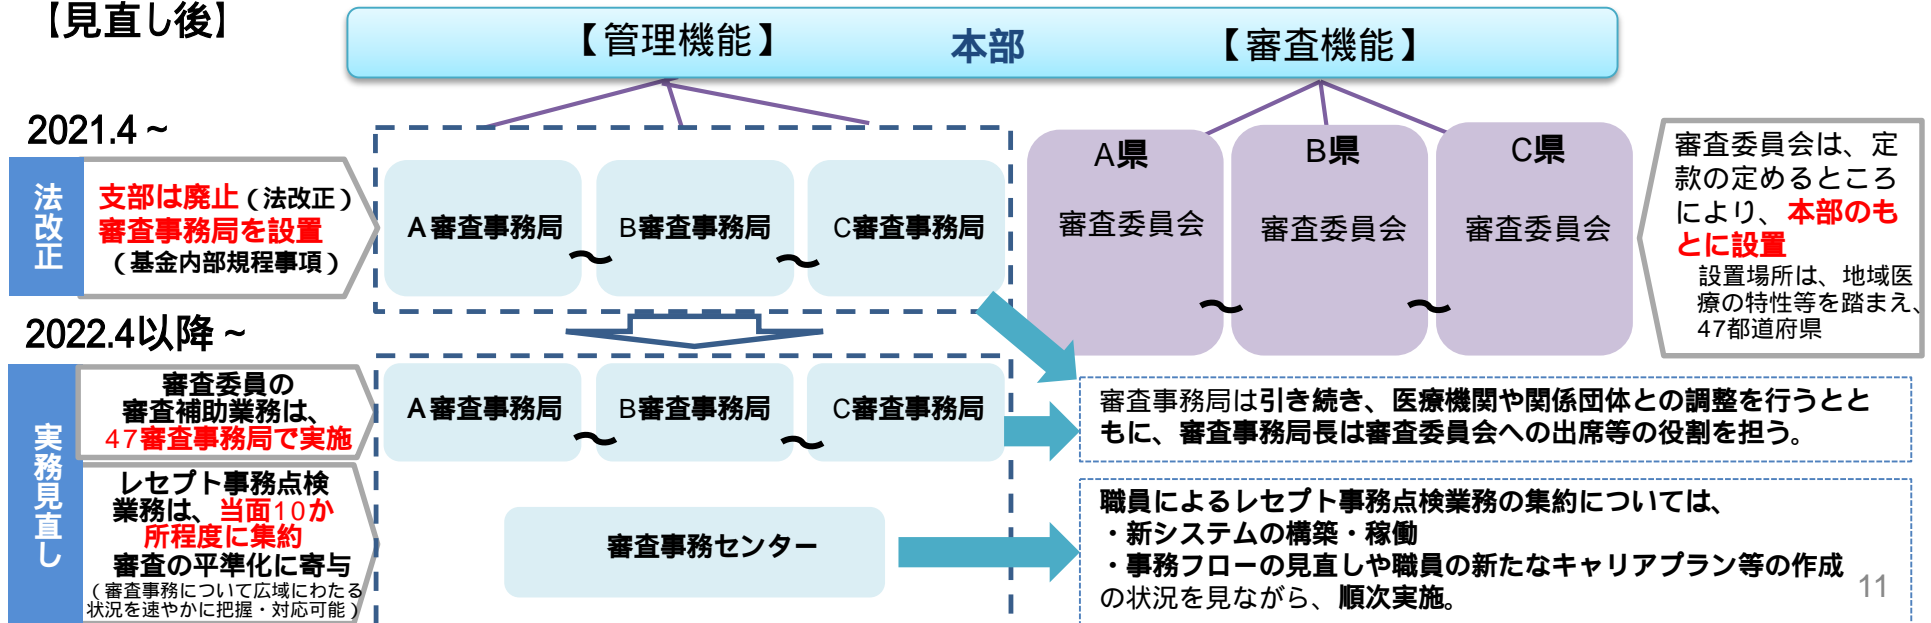 【見直し後】
【管理機能】 本部 【審査機能】
2021.4～
法改正
支部は廃止（法改正）
審査事務局を設置
（基金内部規程事項）
A審査事務局
B審査事務局
C審査事務局
～
～
A県
審査委員会
B県
審査委員会
C県
審査委員会
～
～
審査委員会は、定
款の定めるところ
により、本部のも
とに設置
設置場所は、地域医
療の特性等を踏まえ、
47都道府県
2022.4以降～
実務見直し
審査委員の
審査補助業務は、
47審査事務局で実施
レセプト事務点検
業務は、当面10か
所程度に集約
審査の平準化に寄与
（審査事務について広域にわたる
状況を速やかに把握・対応可能）
A審査事務局
B審査事務局
C審査事務局
～
～
審査事務センター
審査事務局は引き続き、医療機関や関係団体との調整を行うとと
もに、審査事務局長は審査委員会への出席等の役割を担う。
職員によるレセプト事務点検業務の集約については、
・新システムの構築・稼働
・事務フローの見直しや職員の新たなキャリアプラン等の作成
の状況を見ながら、順次実施。
11